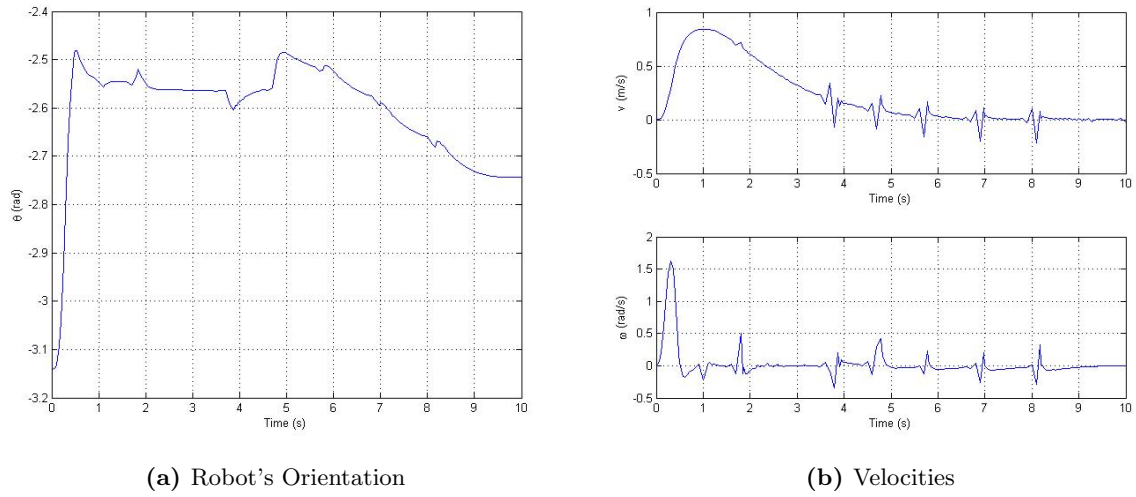 -2.4
-2.5
-2.6
-2.7
-2.8
-2.9
-3
-3.1
-3.2
θ (rad)
0 1 2 3 4 5 6 7 8 9 10
Time (s)
(a) Robot's Orientation
1
0.5
0
-0.5
v (m/s)
0 1 2 3 4 5 6 7 8 9 10
Time (s)
2
1.5
1
0.5
0
-0.5
ω (rad/s)
0 1 2 3 4 5 6 7 8 9 10
Time (s)
(b) Velocities